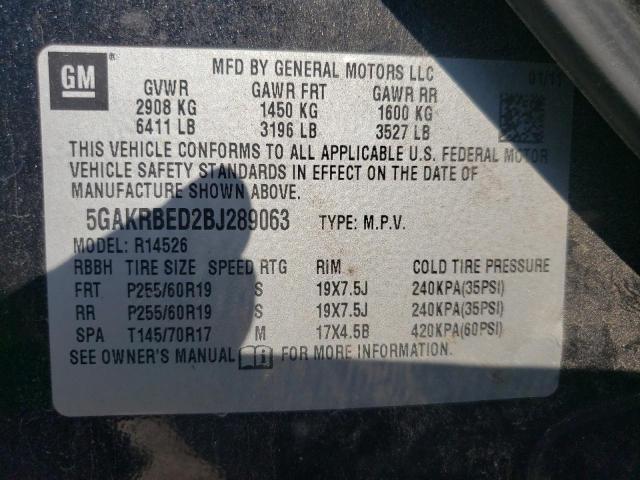 GM ®
MFD BY GENERAL MOTORS LLC 01/11
GVWR GAWR FRT GAWR RR
2908 KG 1450 KG 1600 KG
6411 LB 3196 LB 3527 LB
THIS VEHICLE CONFORMS TO ALL APPLICABLE U.S. FEDERAL MOTOR
VEHICLE SAFETY STANDARDS IN EFFECT ON THE DATE OF
MANUFACTURE SHOWN ABOVE.
5GAKRBED2BJ289063 TYPE: M.P.V.
MODEL: R14526
RBBH TIRE SIZE SPEED RTG RIM COLD TIRE PRESSURE
FRT P255/60R19 S 19X7.5J 240KPA(35PSI)
RR P255/60R19 S 19X7.5J 240KPA(35PSI)
SPA T145/70R17 M 17X4.5B 420KPA(60PSI)
SEE OWNER'S MANUAL FOR MORE INFORMATION.